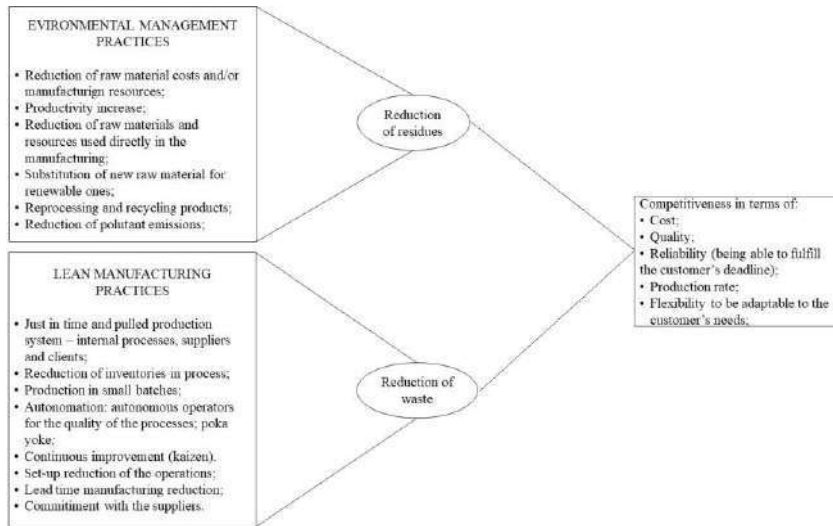 EVIRONMENTAL MANAGEMENT
PRACTICES
• Reduction of raw material costs and/or
manufacturign resources;
• Productivity increase;
• Reduction of raw materials and
resources used directly in the
manufacturing;
• Substitution of new raw material for
renewable ones;
• Reprocessing and recycling products;
• Reduction of polutant emissions;
LEAN MANUFACTURING
PRACTICES
• Just in time and pulled production
system – internal processes, suppliers
and clients;
• Recduction of inventories in process;
• Production in small batches;
• Autonomation: autonomous operators
for the quality of the processes; poka
yoke;
• Continuous improvement (kaizen).
• Set-up reduction of the operations;
• Lead time manufacturing reduction;
• Commitment with the suppliers.
Reduction
of residues
Reduction of
waste
Competitiveness in terms of:
• Cost;
• Quality;
• Reliability (being able to fulfill
the customer's deadline);
• Production rate;
• Flexibility to be adaptable to the
customer's needs;